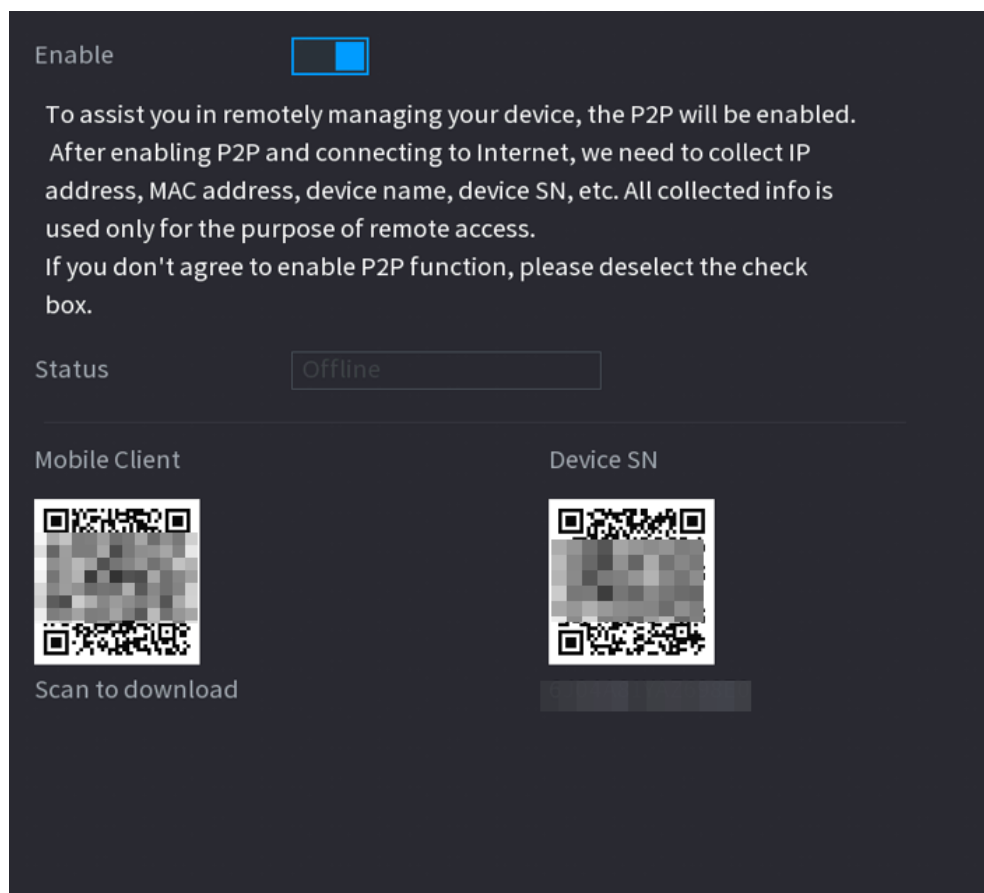 Enable
To assist you in remotely managing your device, the P2P will be enabled.
After enabling P2P and connecting to Internet, we need to collect IP
address, MAC address, device name, device SN, etc. All collected info is
used only for the purpose of remote access.
If you don't agree to enable P2P function, please deselect the check
box.
Status Offline
Mobile Client Device SN
Scan to download